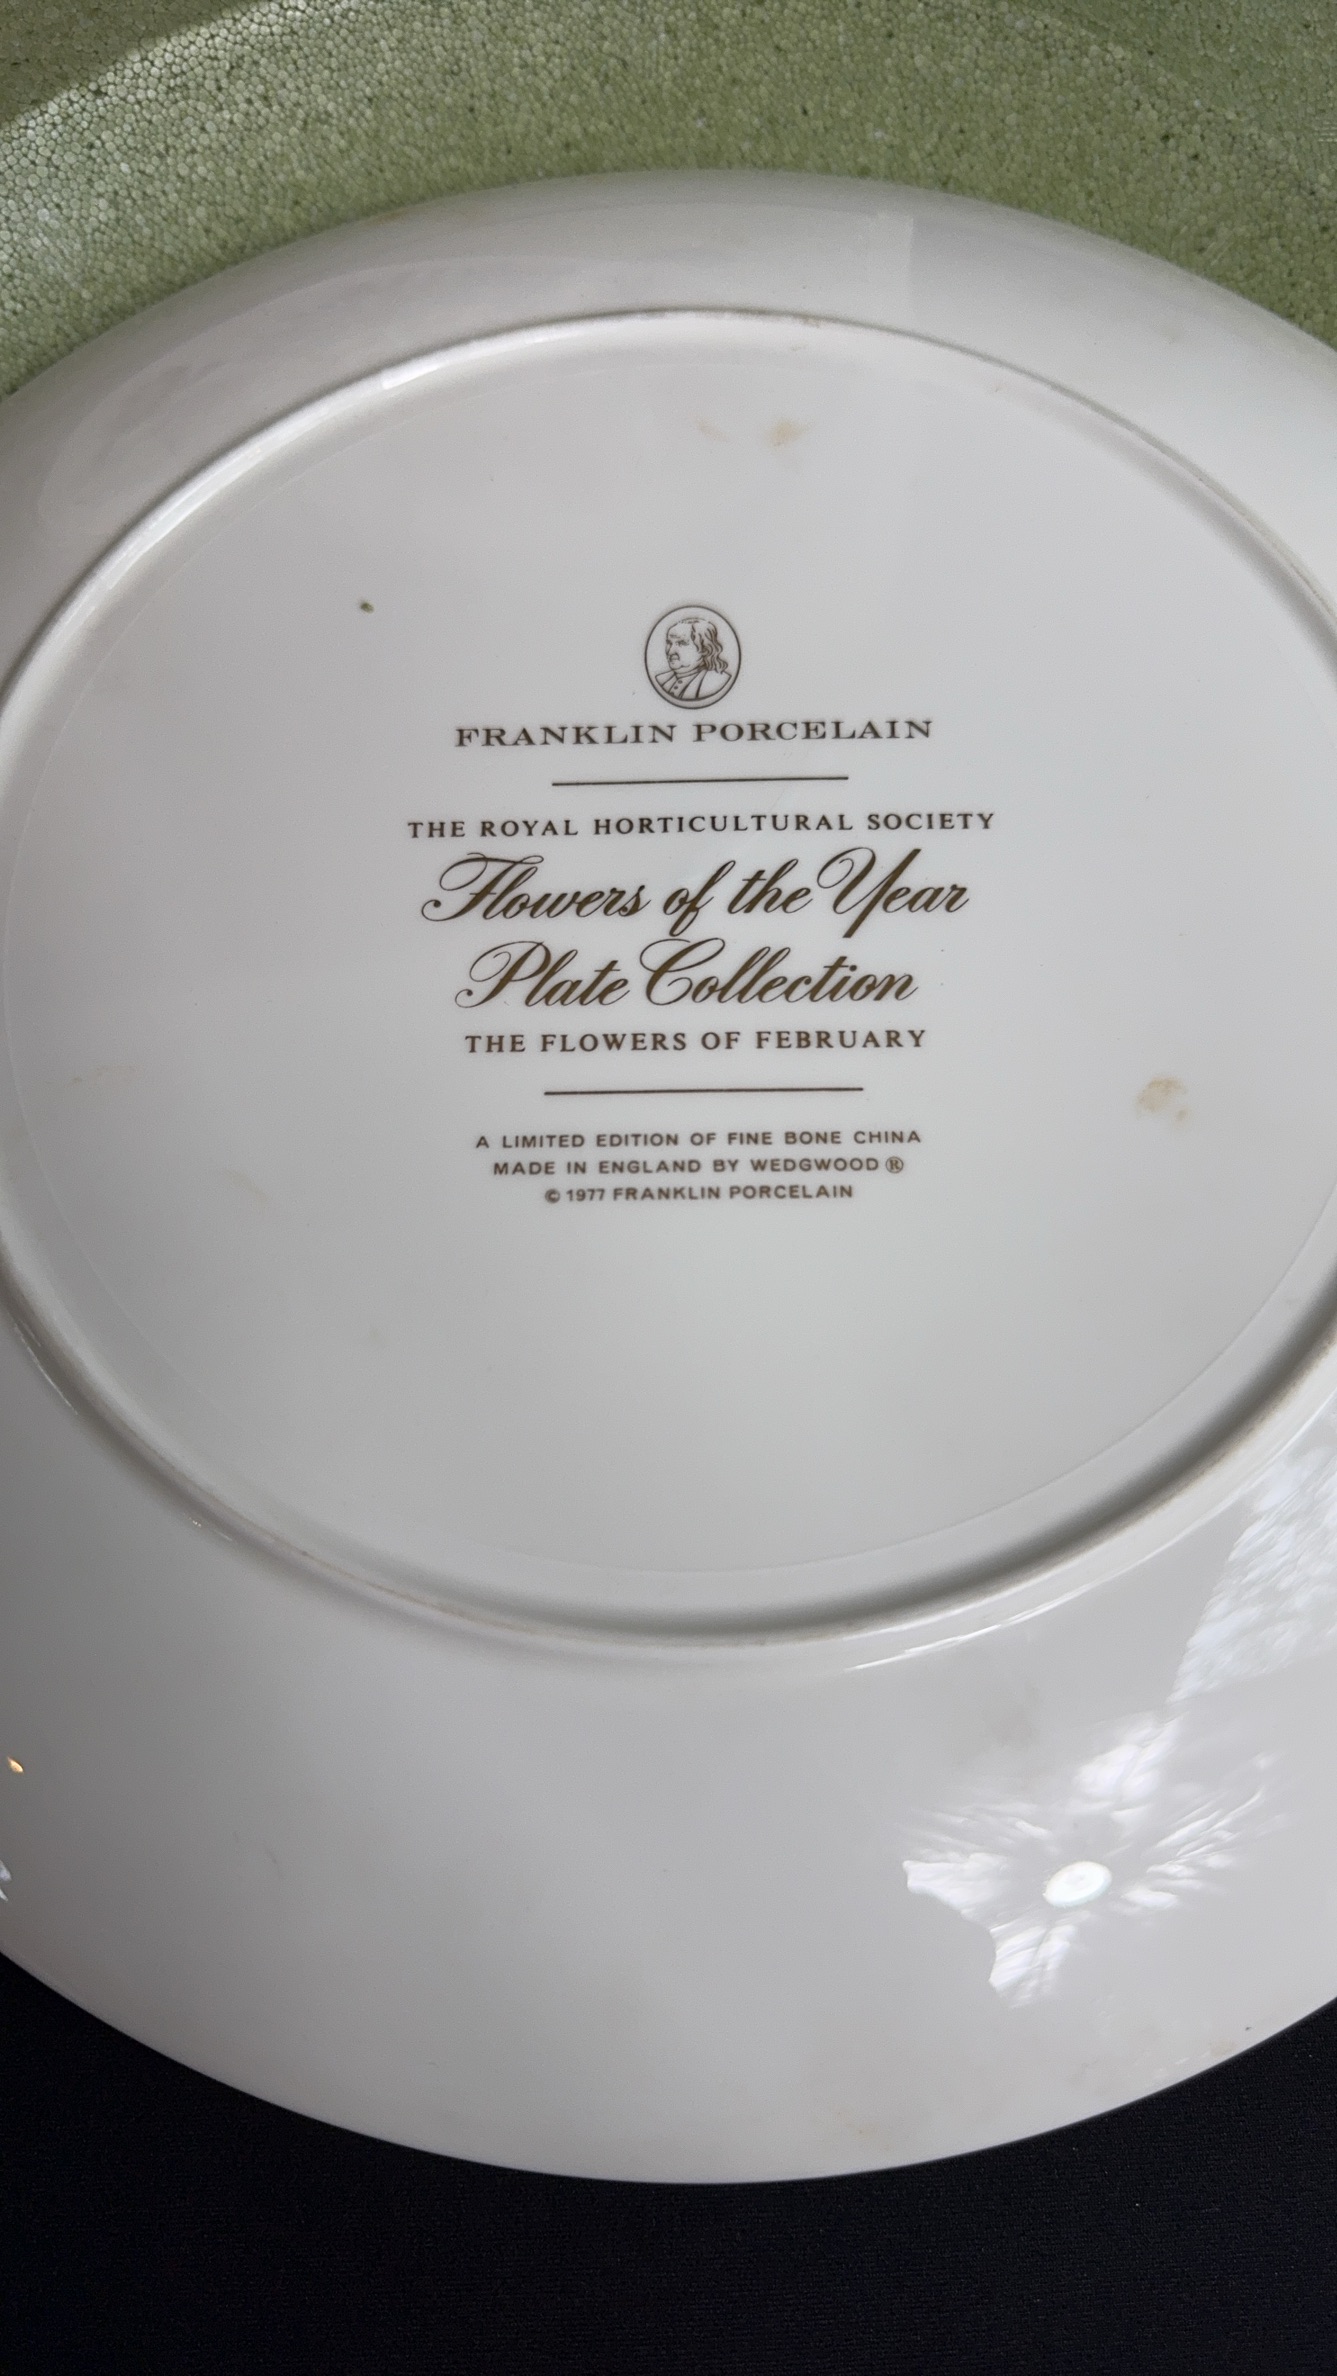 FRANKLIN PORCELAIN
THE ROYAL HORTICULTURAL SOCIETY
Flowers of the Year
Plate Collection
THE FLOWERS OF FEBRUARY
A LIMITED EDITION OF FINE BONE CHINA
MADE IN ENGLAND BY WEDGWOOD ®
© 1977 FRANKLIN PORCELAIN